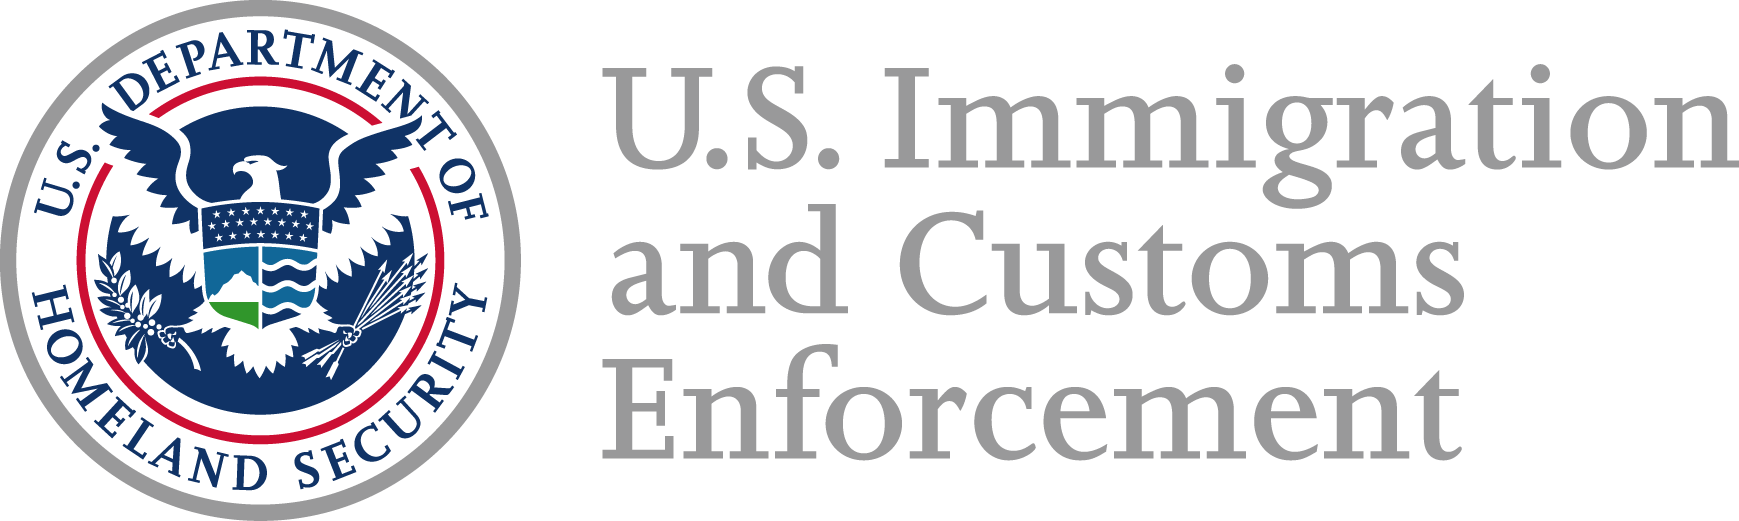 U.S. DEPARTMENT OF
HOMELAND SECURITY
U.S. Immigration
and Customs
Enforcement